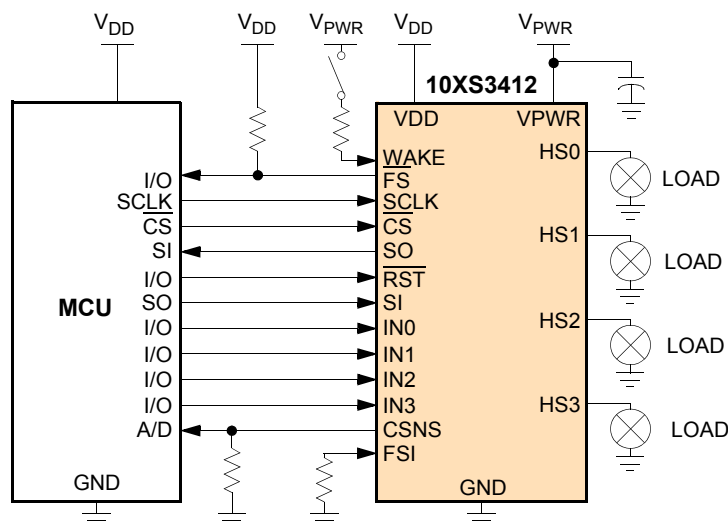 VDD
VDD
VPWR
VDD
VPWR
10XS3412
VDD
VPWR
WAKE
HS0
I/O
FS
LOAD
SCLK
SCLK
CS
CS
HS1
SI
SO
LOAD
I/O
RST
MCU
SO
SI
I/O
IN0
HS2
I/O
IN1
LOAD
I/O
IN2
I/O
IN3
HS3
A/D
CSNS
LOAD
FSI
GND
GND